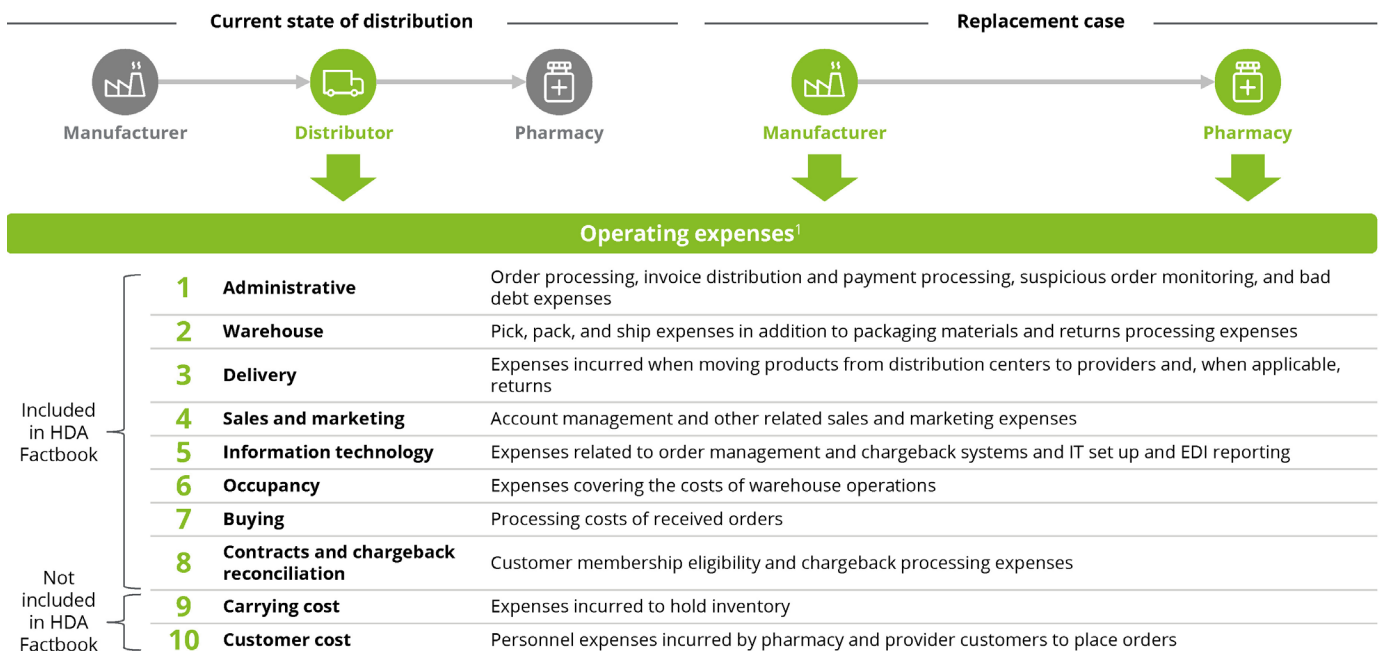 Current state of distribution
Replacement case
Manufacturer
Distributor
Pharmacy
Manufacturer
Pharmacy
Operating expenses1
Included
in HDA
Factbook
1
Administrative
Order processing, invoice distribution and payment processing, suspicious order monitoring, and bad
debt expenses
2
Warehouse
Pick, pack, and ship expenses in addition to packaging materials and returns processing expenses
3
Delivery
Expenses incurred when moving products from distribution centers to providers and, when applicable,
returns
4
Sales and marketing
Account management and other related sales and marketing expenses
5
Information technology
Expenses related to order management and chargeback systems and IT set up and EDI reporting
6
Occupancy
Expenses covering the costs of warehouse operations
7
Buying
Processing costs of received orders
8
Contracts and chargeback
reconciliation
Customer membership eligibility and chargeback processing expenses
Not
included
in HDA
Factbook
9
Carrying cost
Expenses incurred to hold inventory
10
Customer cost
Personnel expenses incurred by pharmacy and provider customers to place orders